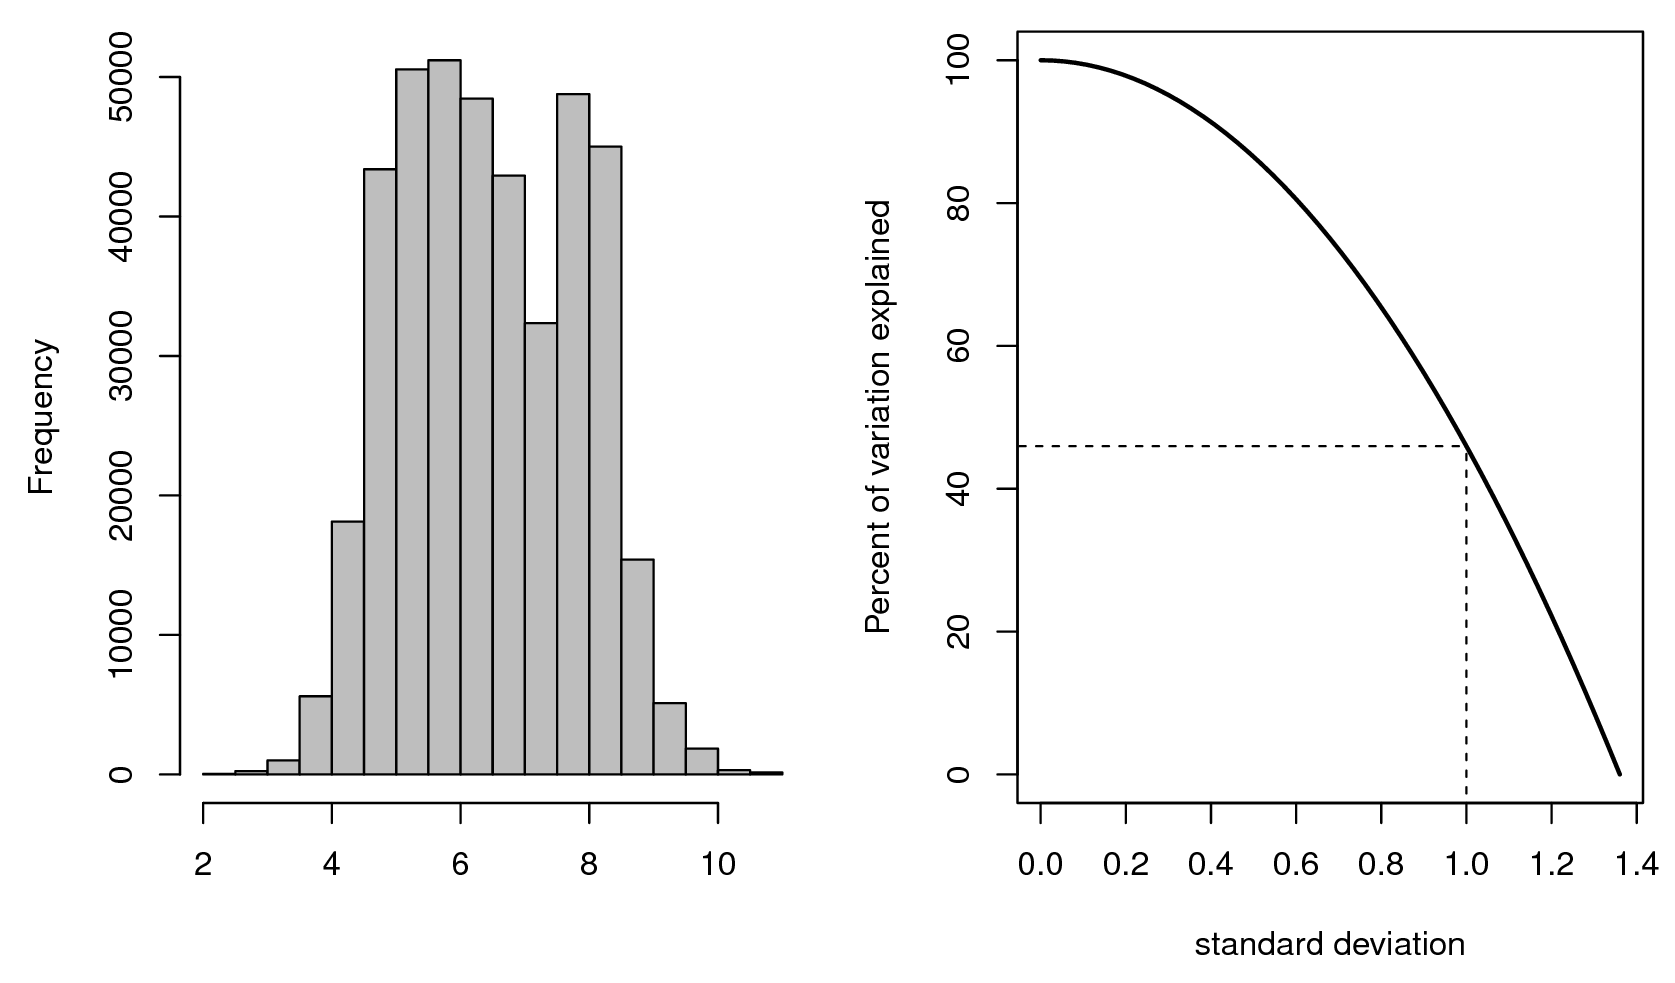 Frequency
50000
40000
30000
20000
10000
0
2 4 6 8 10
Percent of variation explained
100
80
60
40
20
0
0.0 0.2 0.4 0.6 0.8 1.0 1.2 1.4
standard deviation